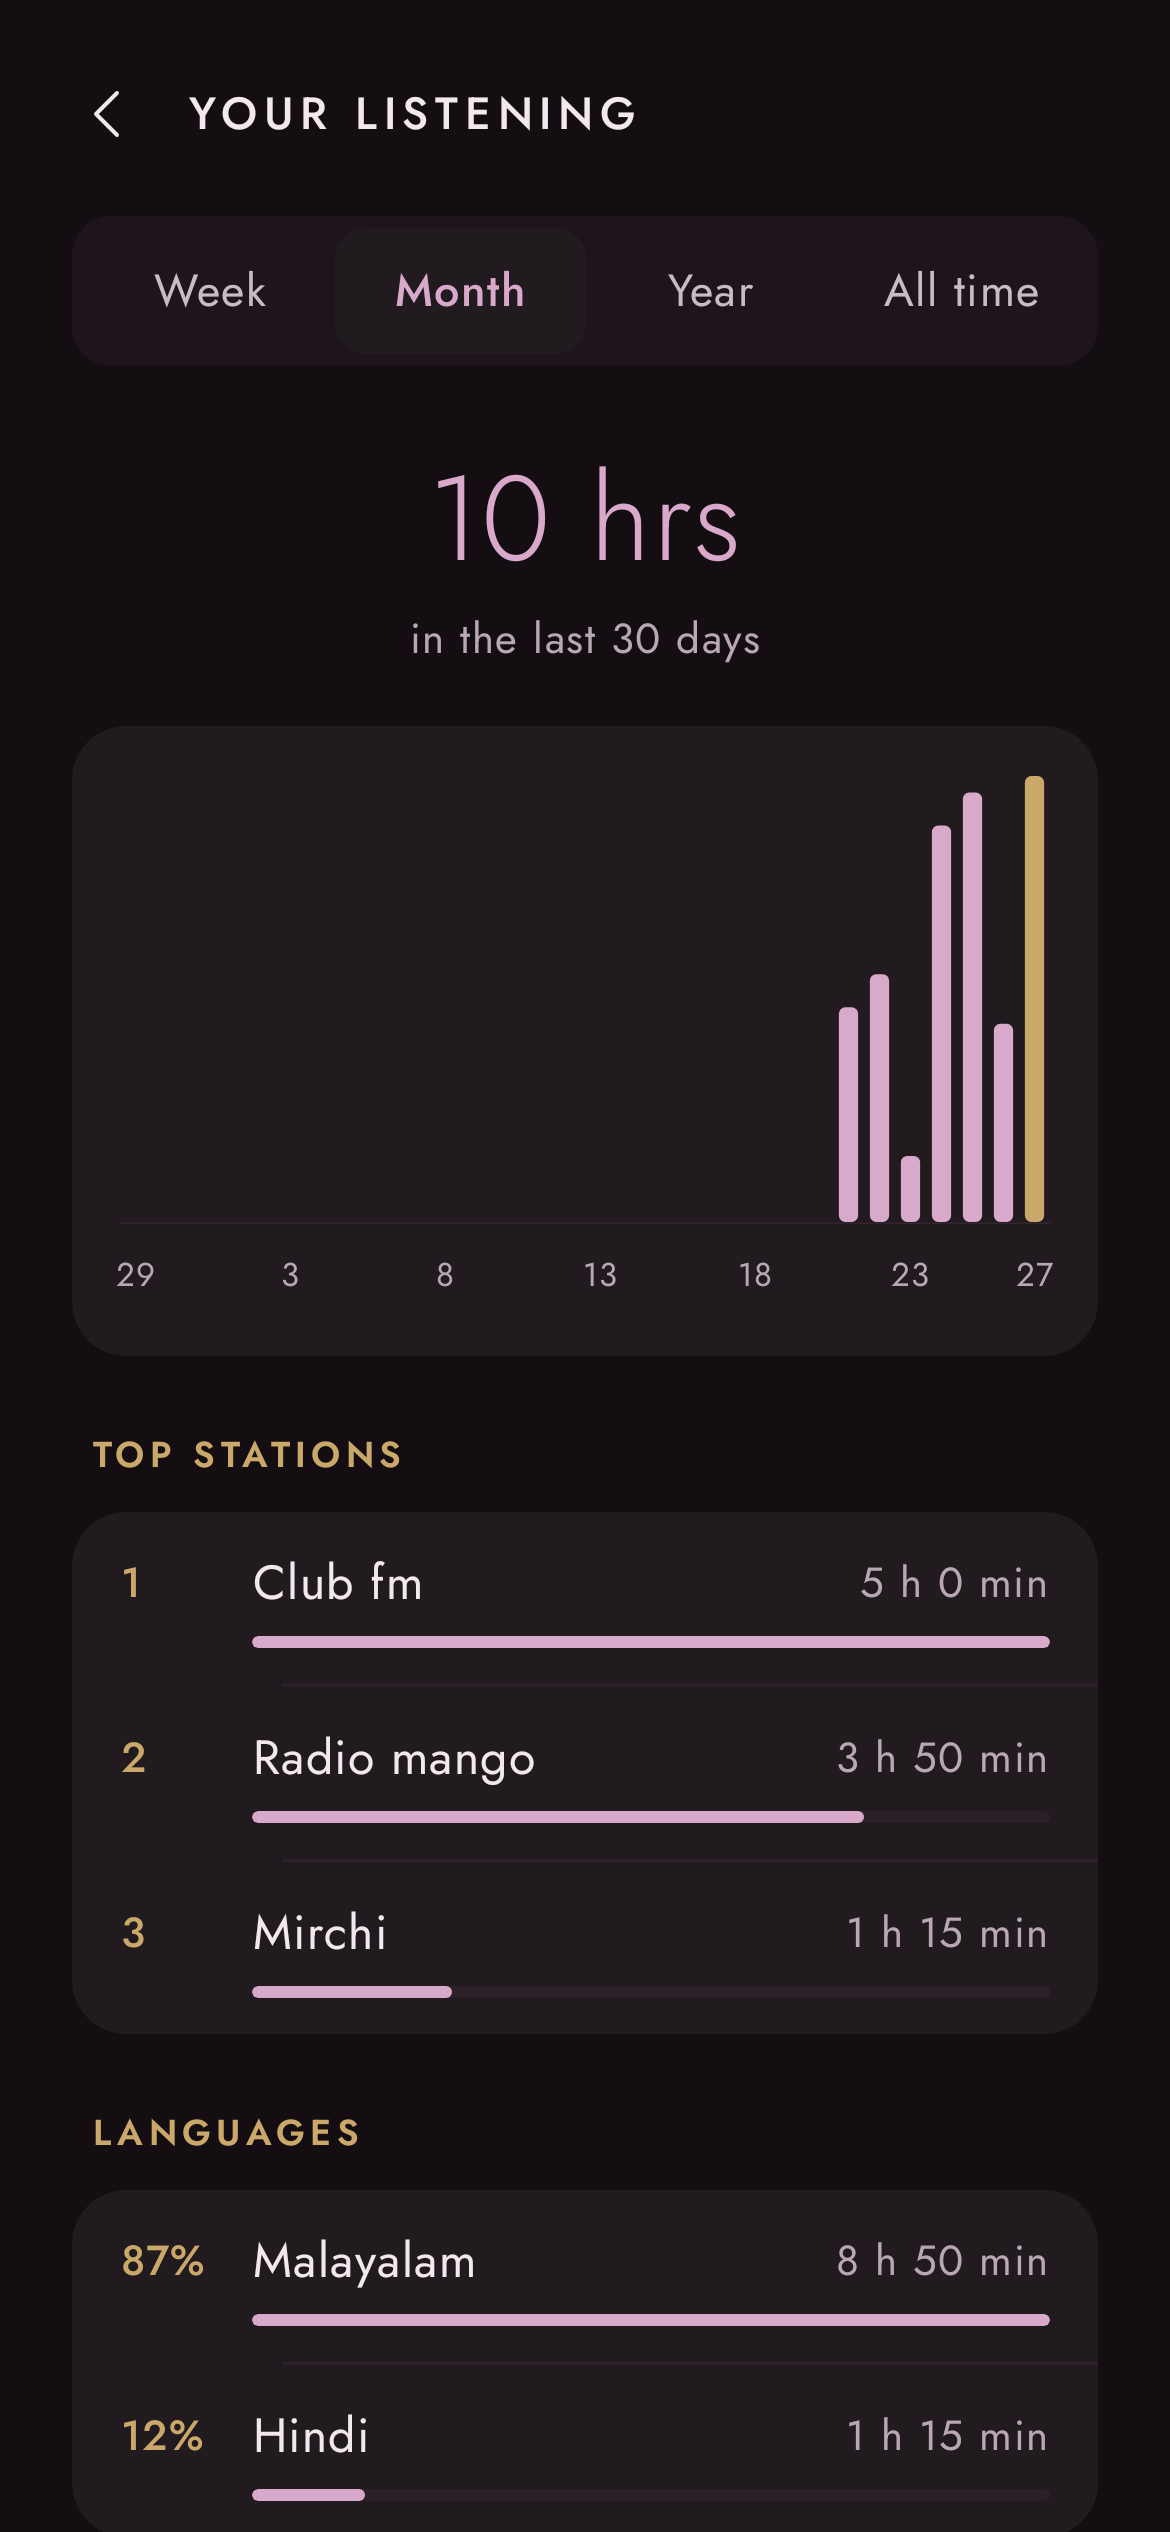 YOUR LISTENING
Week Month Year All time
10 hrs
in the last 30 days
29 3 8 13 18 23 27
TOP STATIONS
1 Club fm 5 h 0 min
2 Radio mango 3 h 50 min
3 Mirchi 1 h 15 min
LANGUAGES
87% Malayalam 8 h 50 min
12% Hindi 1 h 15 min